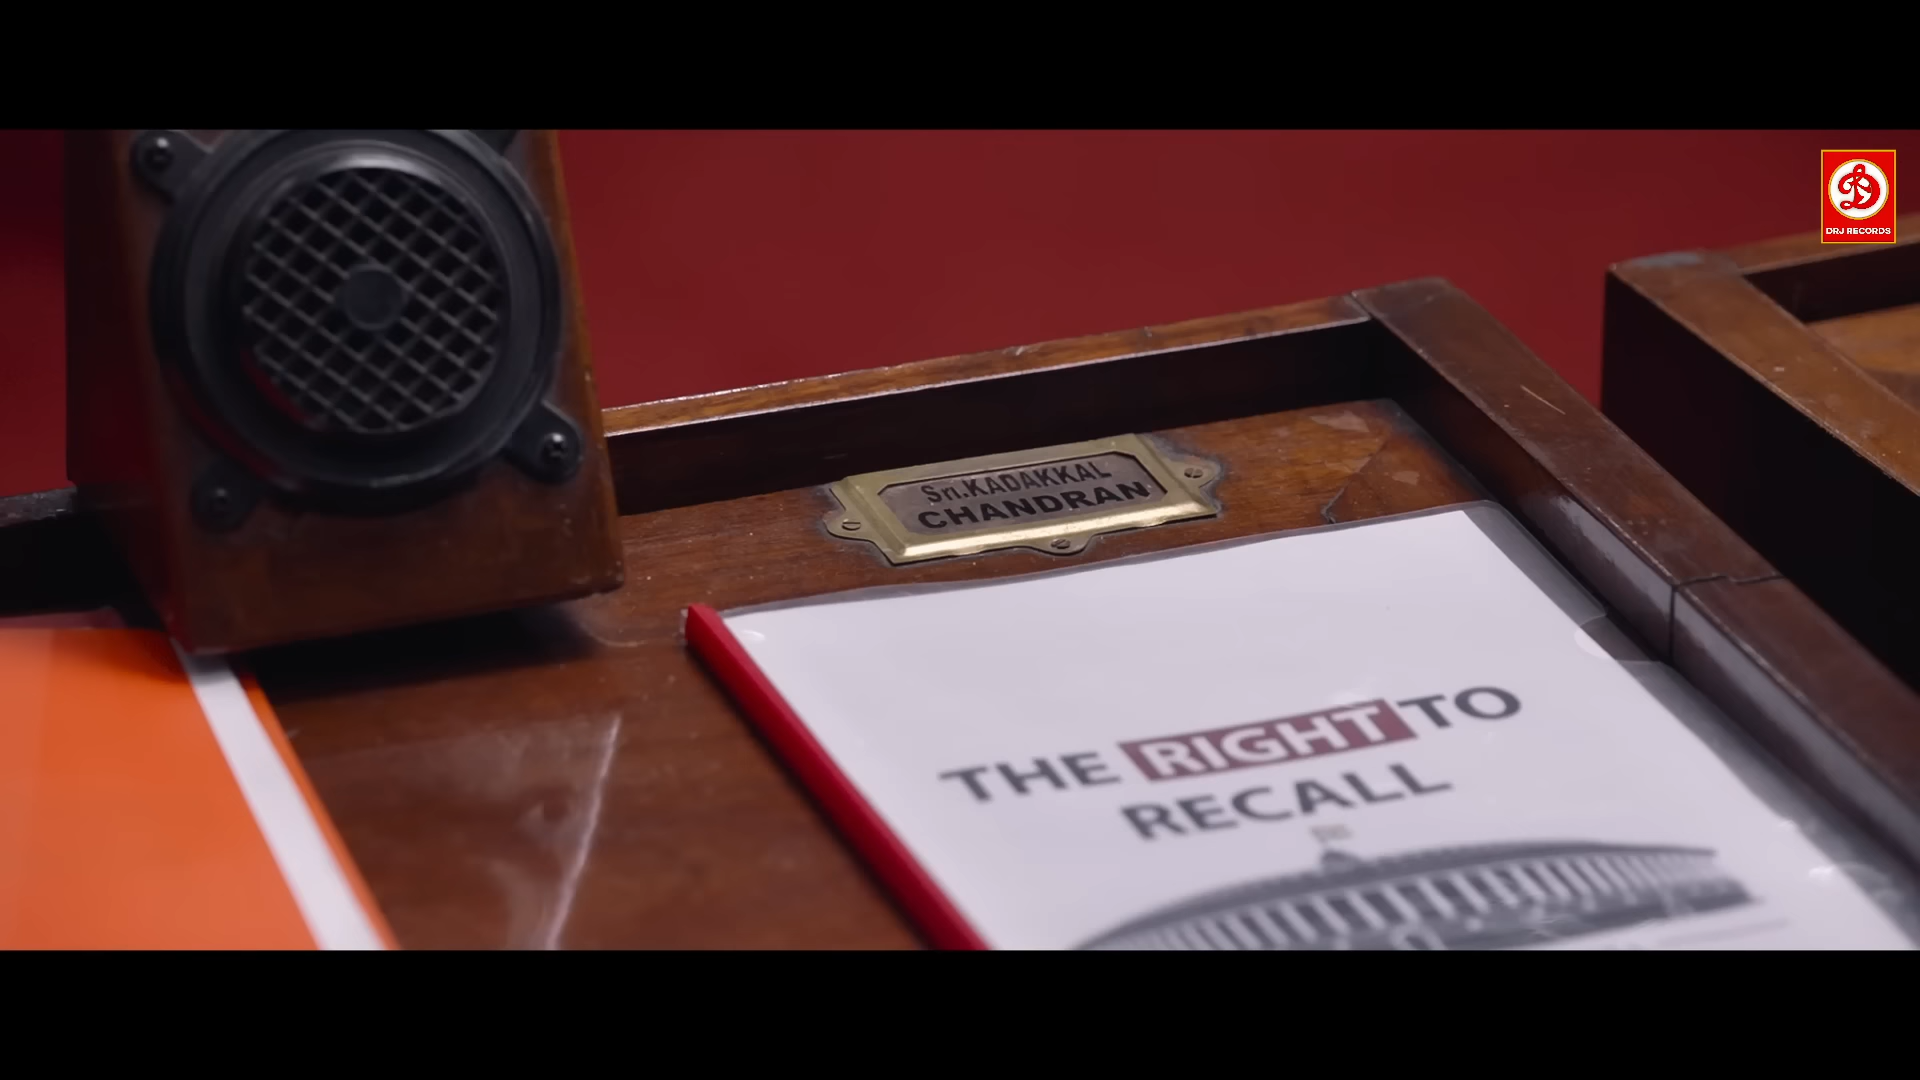 DRJ RECORDS
Sri.KADAKKAL
CHANDRAN
THE RIGHT TO
RECALL